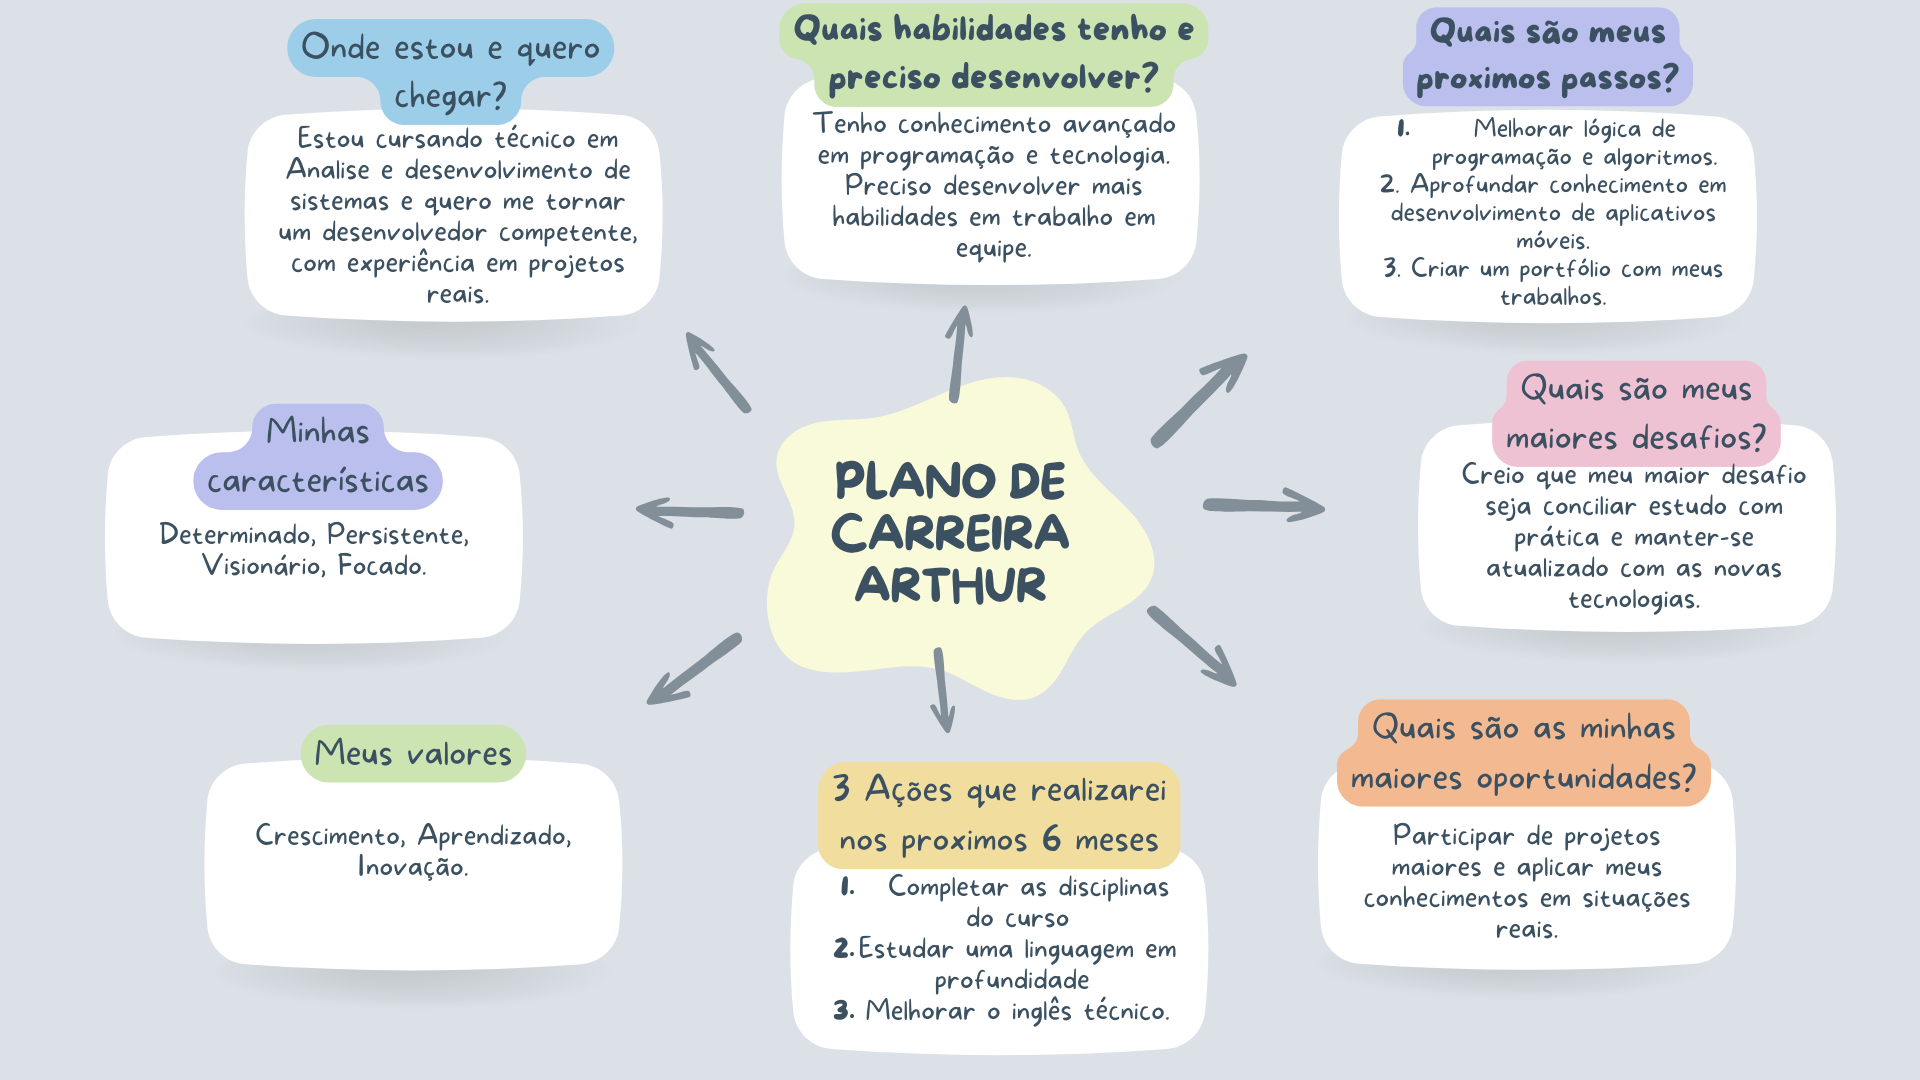 Onde estou e quero
chegar?
Estou cursando técnico em
Analise e desenvolvimento de
sistemas e quero me tornar
um desenvolvedor competente,
com experiência em projetos
reais.
Quais habilidades tenho e
preciso desenvolver?
Tenho conhecimento avançado
em programação e tecnologia.
Preciso desenvolver mais
habilidades em trabalho em
equipe.
Quais são meus
proximos passos?
1. Melhorar lógica de
programação e algoritmos.
2. Aprofundar conhecimento em
desenvolvimento de aplicativos
móveis.
3. Criar um portfólio com meus
trabalhos.
Minhas
características
Determinado, Persistente,
Visionário, Focado.
PLANO DE
CARREIRA
ARTHUR
Quais são meus
maiores desafios?
Creio que meu maior desafio
seja conciliar estudo com
prática e manter-se
atualizado com as novas
tecnologias.
Meus valores
Crescimento, Aprendizado,
Inovação.
3 Ações que realizarei
nos proximos 6 meses
1. Completar as disciplinas
do curso
2. Estudar uma linguagem em
profundidade
3. Melhorar o inglês técnico.
Quais são as minhas
maiores oportunidades?
Participar de projetos
maiores e aplicar meus
conhecimentos em situações
reais.